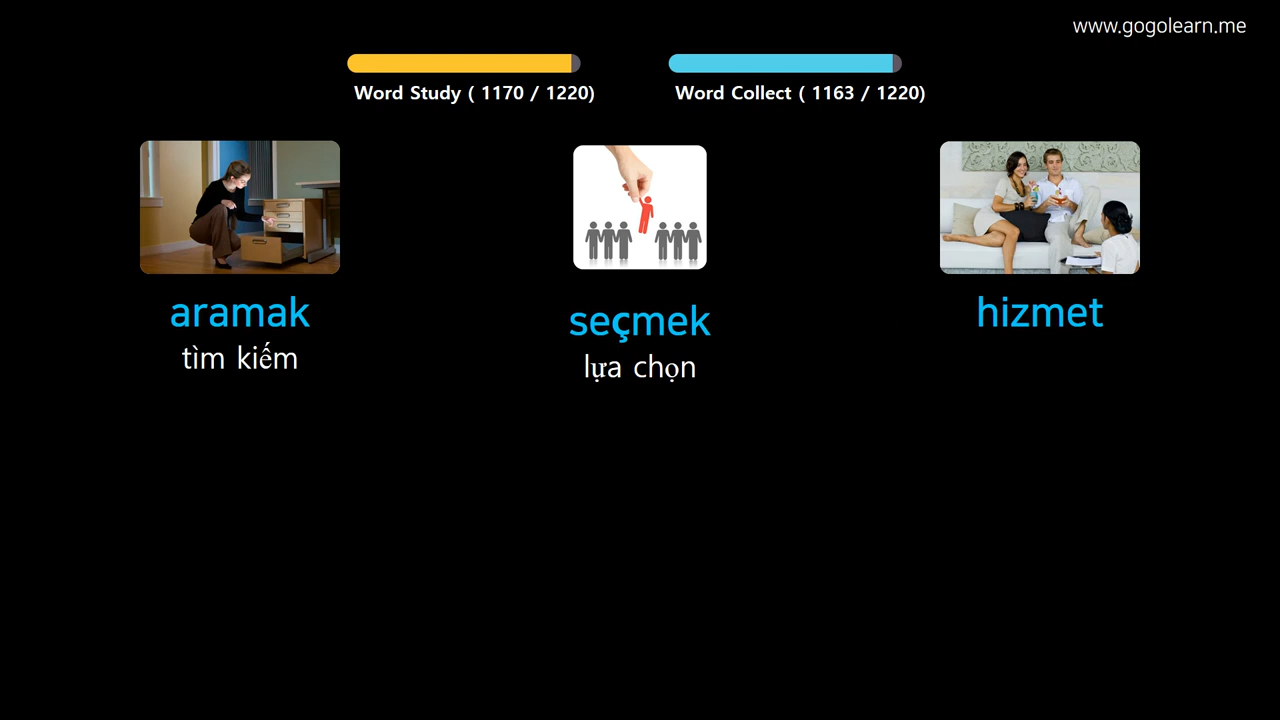 www.gogolearn.me
Word Study ( 1170 / 1220)
Word Collect ( 1163 / 1220)
aramak
tìm kiếm
seçmek
lựa chọn
hizmet